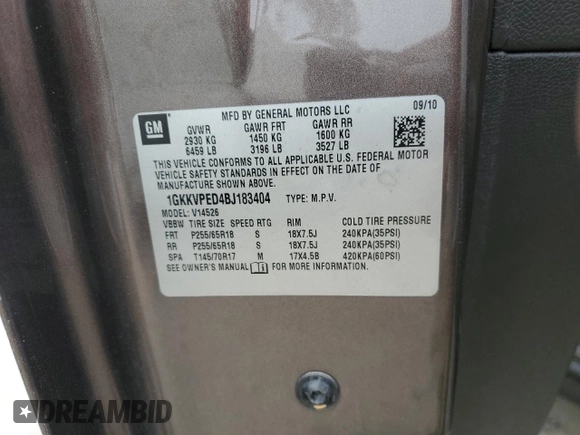 GM
MFD BY GENERAL MOTORS LLC 09/10
GVWR GAWR FRT GAWR RR
2930 KG 1450 KG 1600 KG
6459 LB 3196 LB 3527 LB
THIS VEHICLE CONFORMS TO ALL APPLICABLE U.S. FEDERAL MOTOR
VEHICLE SAFETY STANDARDS IN EFFECT ON THE DATE OF
MANUFACTURE SHOWN ABOVE.
1GKKVPED4BJ183404 TYPE: M.P.V.
MODEL: V14526
VBBW TIRE SIZE SPEED RTG RIM COLD TIRE PRESSURE
FRT P255/65R18 S 18X7.5J 240KPA(35PSI)
RR P255/65R18 S 18X7.5J 240KPA(35PSI)
SPA T145/70R17 M 17X4.5B 420KPA(60PSI)
SEE OWNER'S MANUAL FOR MORE INFORMATION.
DREAMBID